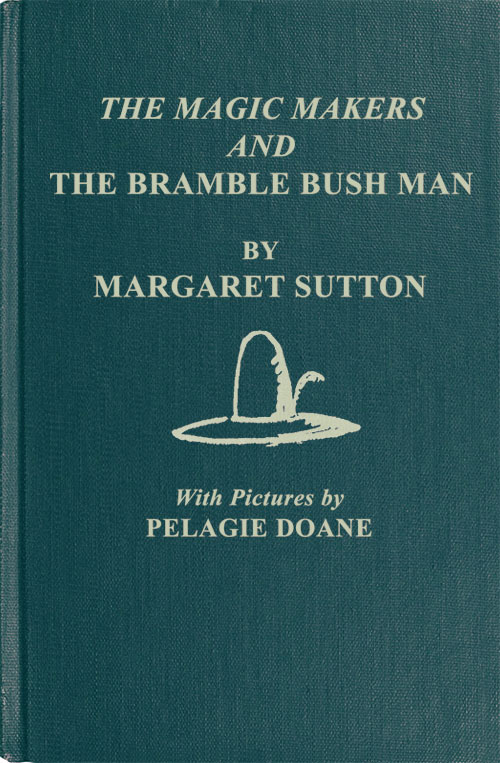 THE MAGIC MAKERS
AND
THE BRAMBLE BUSH MAN
BY
MARGARET SUTTON
With Pictures by
PELAGIE DOANE